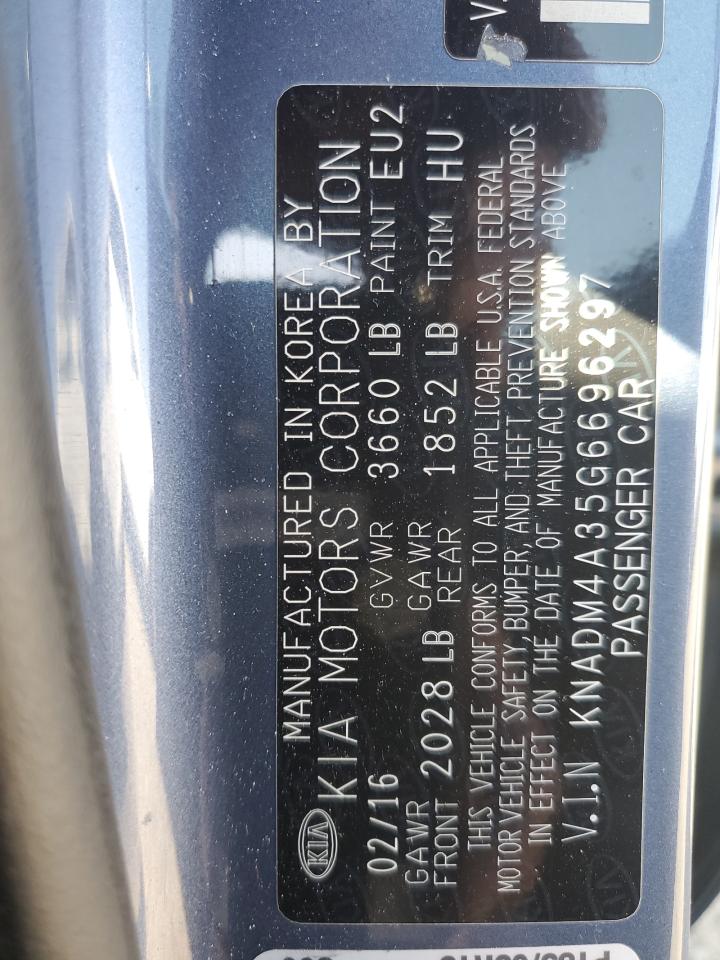 KIA MANUFACTURED IN KOREA BY
KIA MOTORS CORPORATION
02/16 GVWR 3660 LB PAINT EU2
GAWR FRONT 2028 LB GAWR REAR 1852 LB TRIM HU
THIS VEHICLE CONFORMS TO ALL APPLICABLE U.S.A. FEDERAL
MOTOR VEHICLE SAFETY, BUMPER, AND THEFT PREVENTION STANDARDS
IN EFFECT ON THE DATE OF MANUFACTURE SHOWN ABOVE
V.I.N KNADM4A35G6696297
PASSENGER CAR